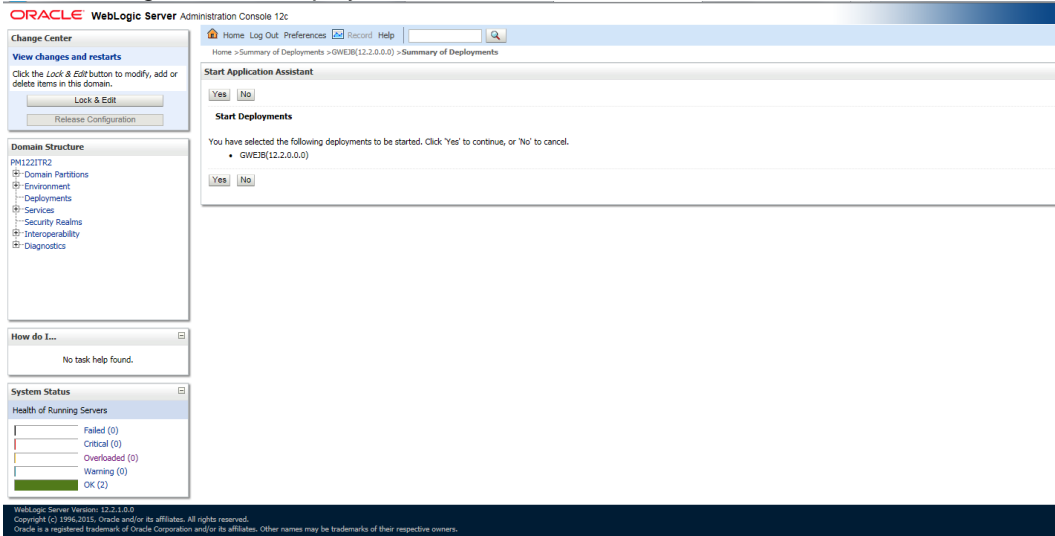 ORACLE WebLogic Server Administration Console 12c
Change Center
View changes and restarts
Click the Lock & Edit button to modify, add or
delete items in this domain.
Lock & Edit
Release Configuration
Domain Structure
PM122ITR2
Domain Partitions
Environment
Deployments
Services
Security Realms
Interoperability
Diagnostics
How do I...
No task help found.
System Status
Health of Running Servers
Failed (0)
Critical (0)
Overloaded (0)
Warning (0)
OK (2)
Home Log Out Preferences Record Help
Home >Summary of Deployments >GWEJB(12.2.0.0.0) >Summary of Deployments
Start Application Assistant
Yes No
Start Deployments
You have selected the following deployments to be started. Click 'Yes' to continue, or 'No' to cancel.
• GWEJB(12.2.0.0.0)
Yes No
WebLogic Server Version: 12.2.1.0.0
Copyright (c) 1996,2015, Oracle and/or its affiliates. All rights reserved.
Oracle is a registered trademark of Oracle Corporation and/or its affiliates. Other names may be trademarks of their respective owners.